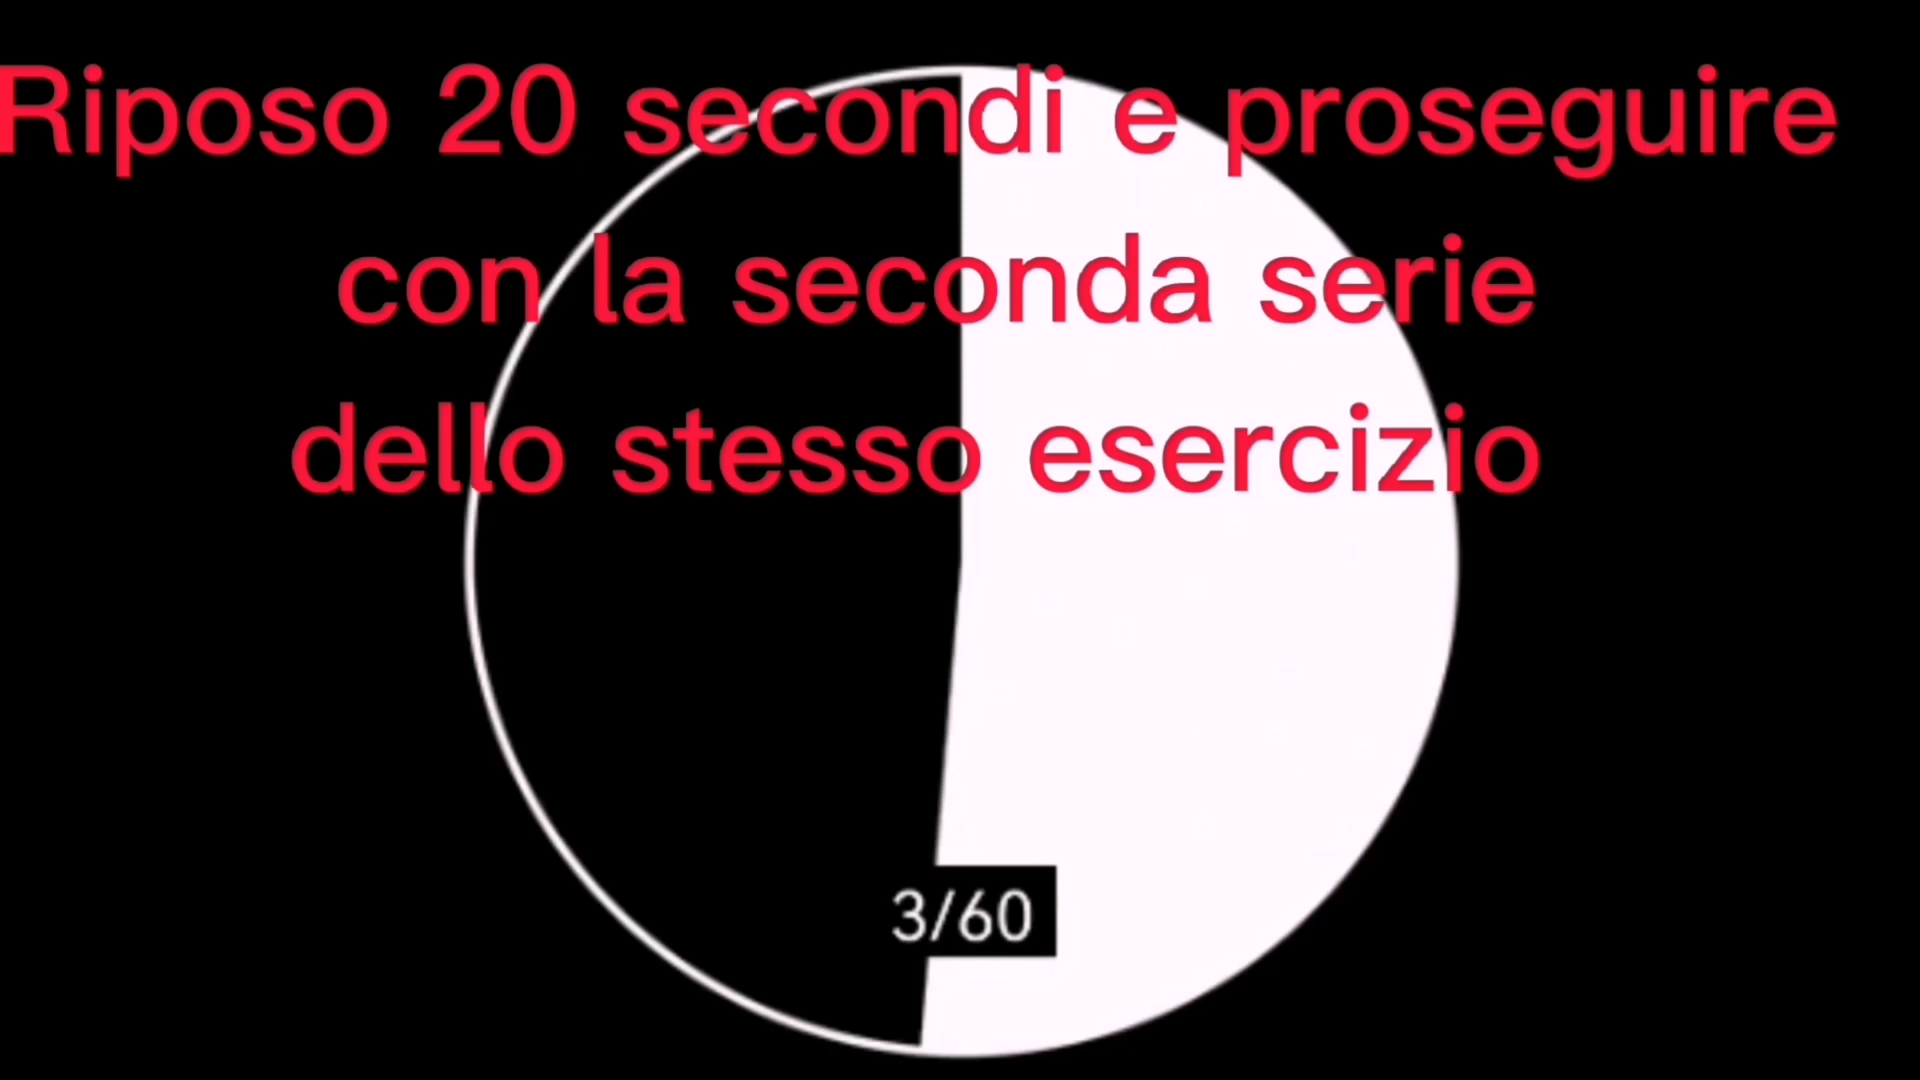 Riposo 20 secondi e proseguire
con la seconda serie
dello stesso esercizio
3/60